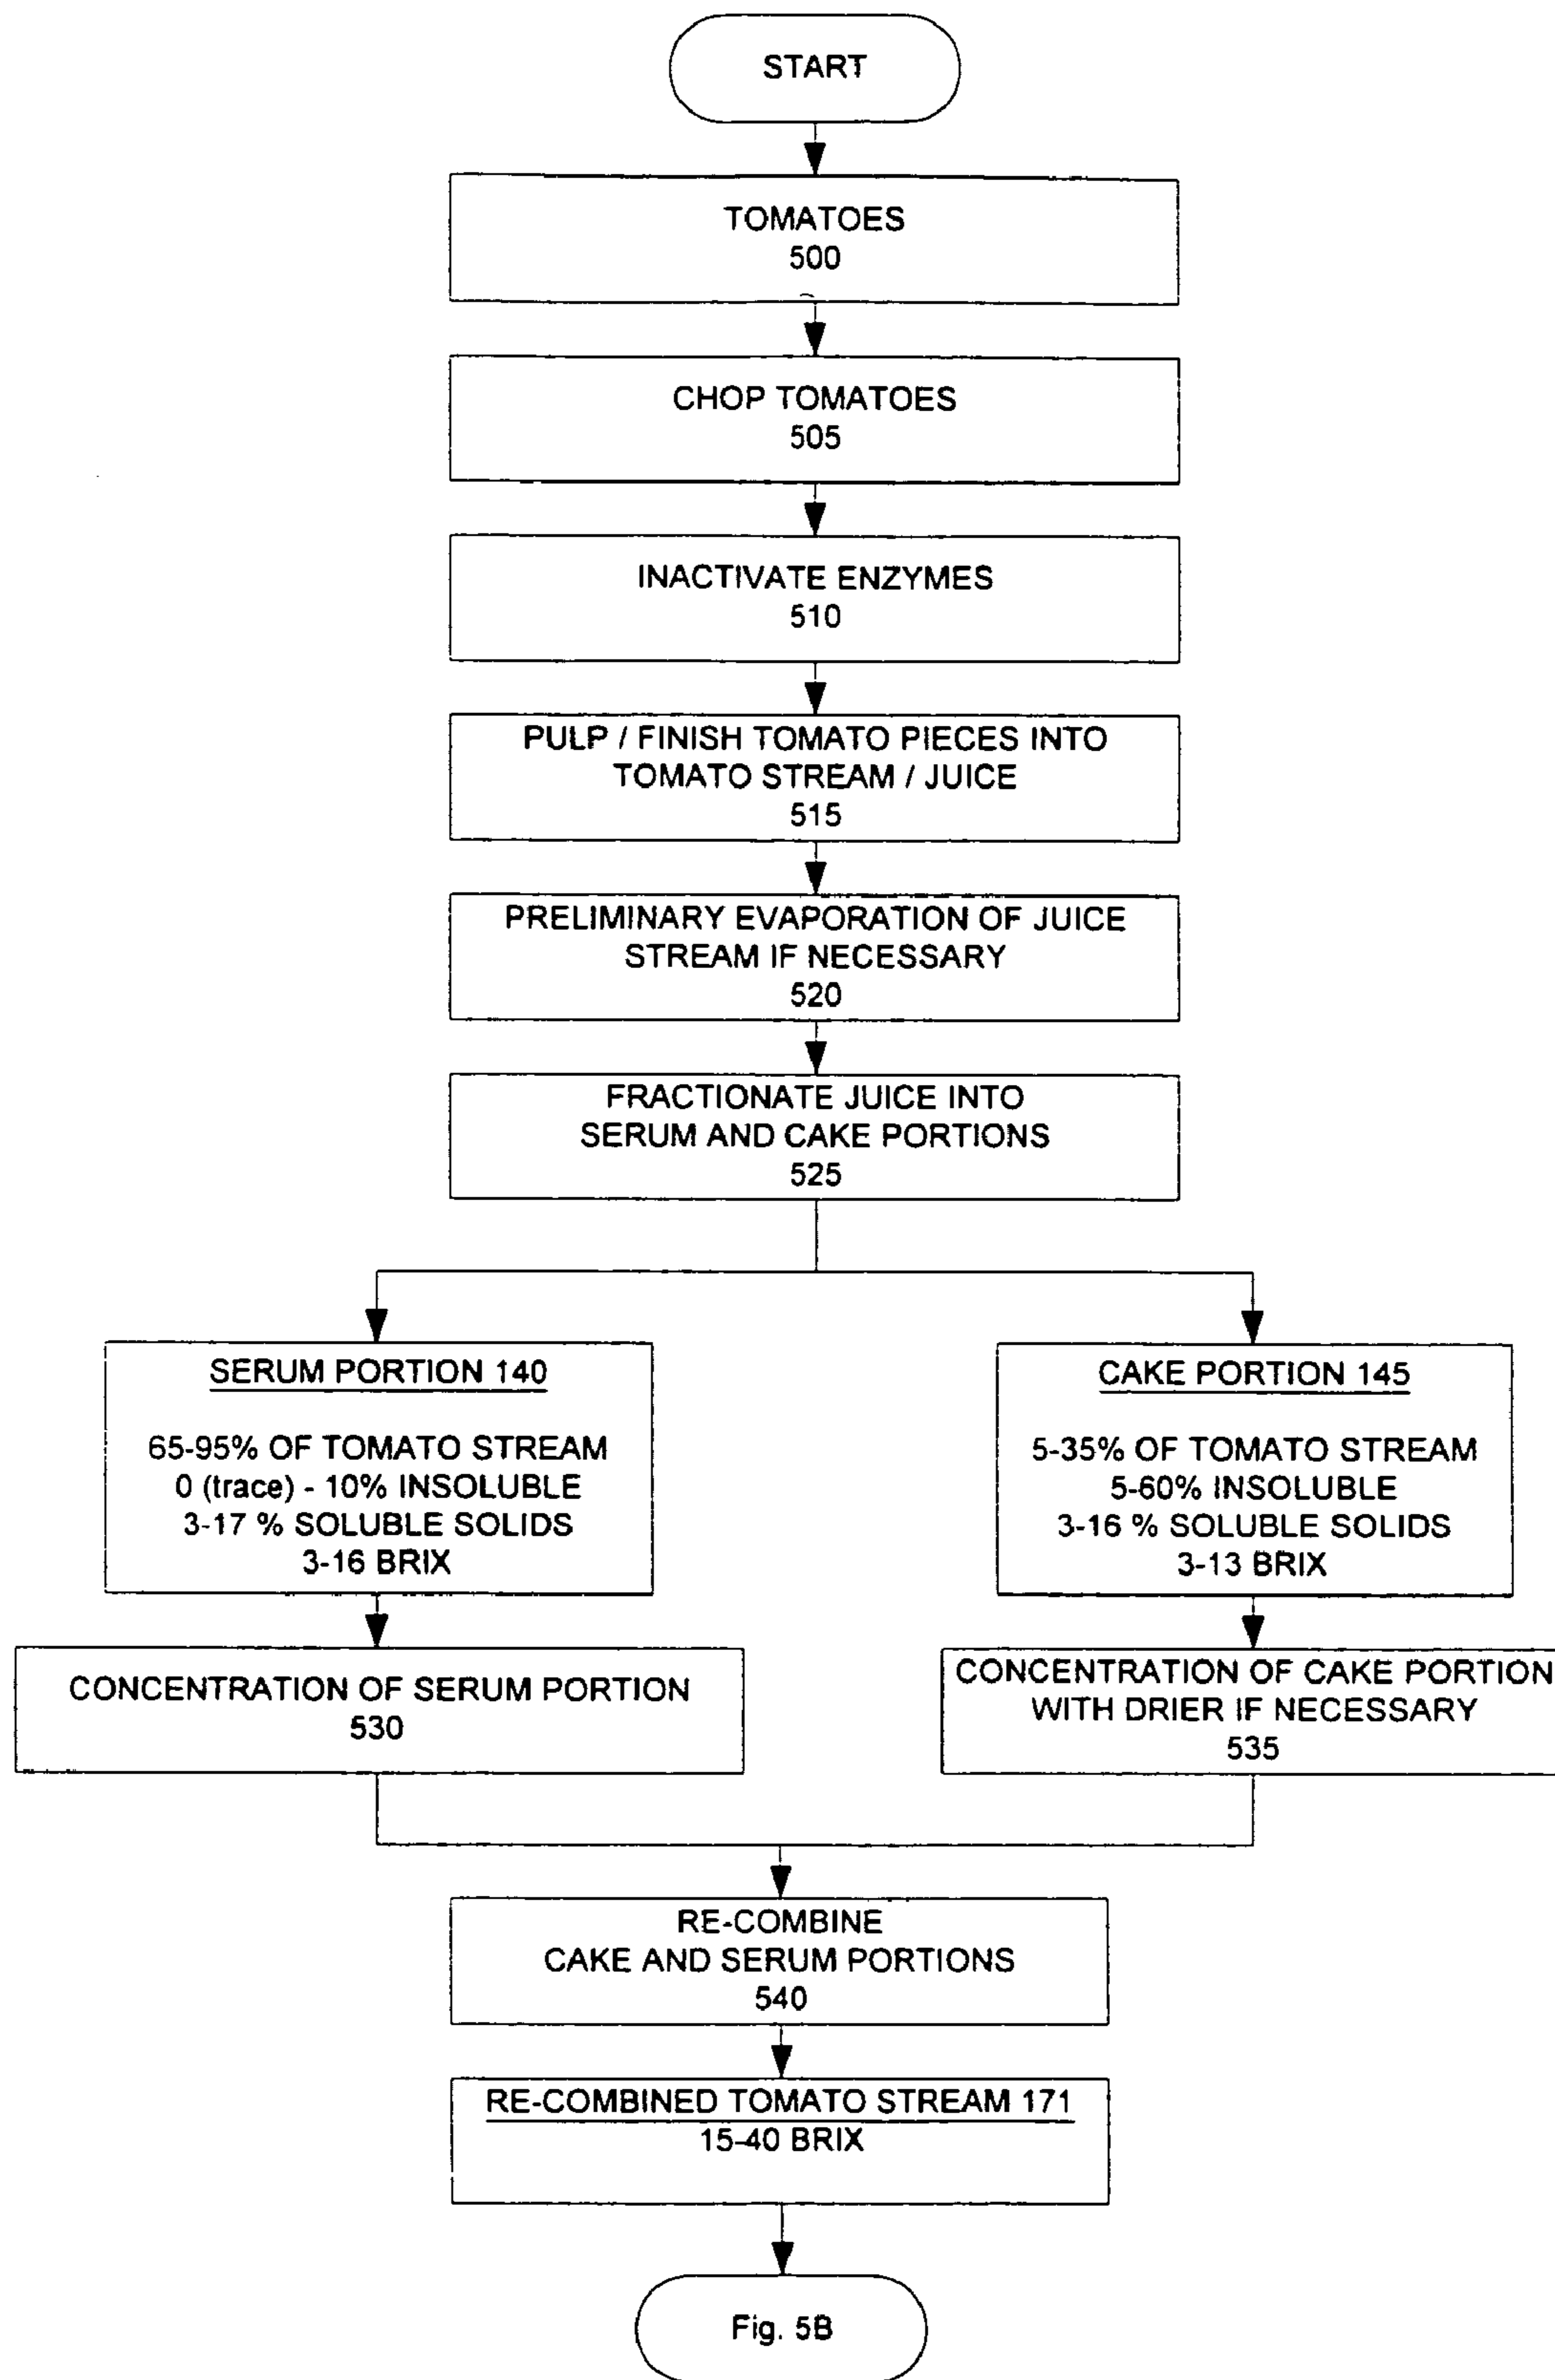 START
TOMATOES
500
CHOP TOMATOES
505
INACTIVATE ENZYMES
510
PULP / FINISH TOMATO PIECES INTO
TOMATO STREAM / JUICE
515
PRELIMINARY EVAPORATION OF JUICE
STREAM IF NECESSARY
520
FRACTIONATE JUICE INTO
SERUM AND CAKE PORTIONS
525
SERUM PORTION 140
65-95% OF TOMATO STREAM
0 (trace) - 10% INSOLUBLE
3-17 % SOLUBLE SOLIDS
3-16 BRIX
CAKE PORTION 145
5-35% OF TOMATO STREAM
5-60% INSOLUBLE
3-16 % SOLUBLE SOLIDS
3-13 BRIX
CONCENTRATION OF SERUM PORTION
530
CONCENTRATION OF CAKE PORTION
WITH DRIER IF NECESSARY
535
RE-COMBINE
CAKE AND SERUM PORTIONS
540
RE-COMBINED TOMATO STREAM 171
15-40 BRIX
Fig. 5B